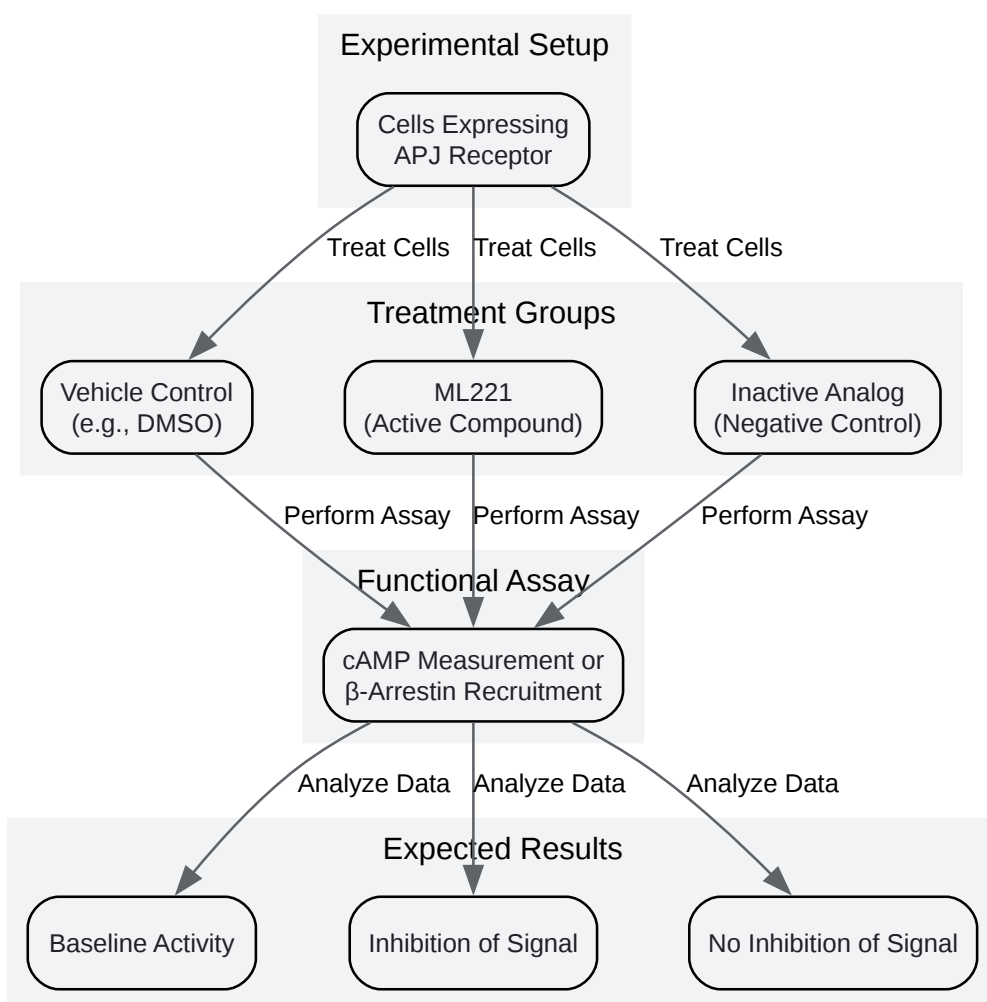 Experimental Setup
Cells Expressing
APJ Receptor
Treat Cells
Treat Cells
Treat Cells
Treatment Groups
Vehicle Control
(e.g., DMSO)
ML221
(Active Compound)
Inactive Analog
(Negative Control)
Perform Assay
Perform Assay
Perform Assay
Functional Assay
cAMP Measurement or
β-Arrestin Recruitment
Analyze Data
Analyze Data
Analyze Data
Expected Results
Baseline Activity
Inhibition of Signal
No Inhibition of Signal